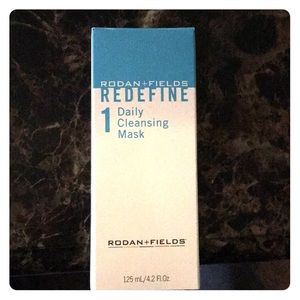 RODAN+FIELDS
REDEFINE
1 Daily
Cleansing
Mask
RODAN+FIELDS
125 mL/4.2 Fl. Oz.